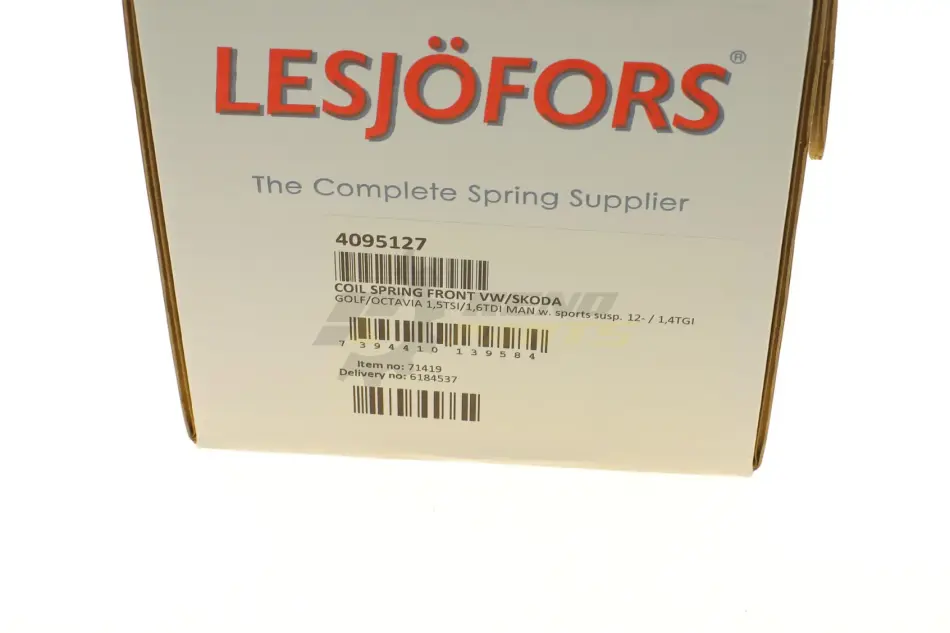 LESJÖFORS®
The Complete Spring Supplier
4095127
COIL SPRING FRONT VW/SKODA
GOLF/OCTAVIA 1,5TSI/1,6TDI MAN w. sports susp. 12- / 1,4TGI
7 394410 139584
Item no: 71419
Delivery no: 6184537